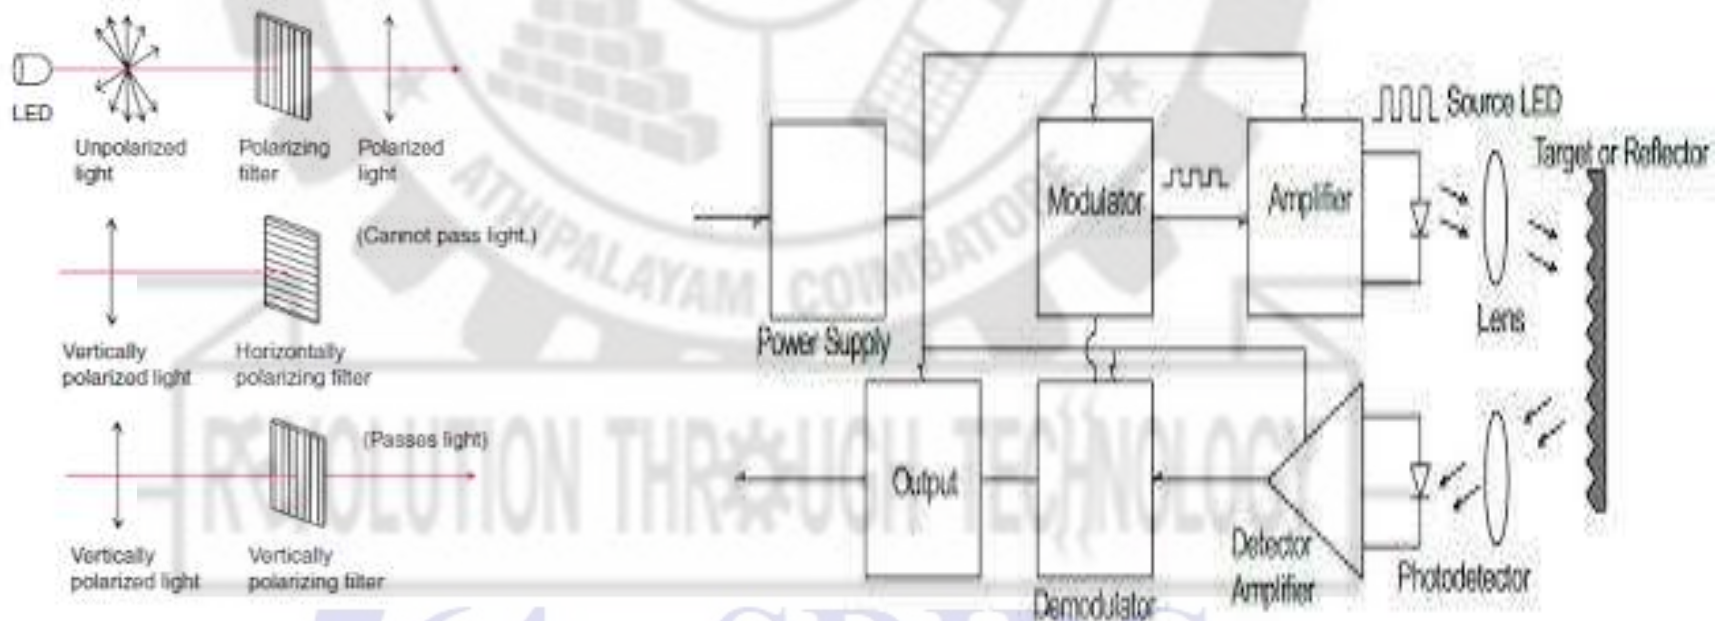 LED
Unpolarized
light
Polarizing
filter
Polarized
light
(Cannot pass light.)
Vertically
polarized light
Horizontally
polarizing filter
(Passes light)
Vertically
polarized light
Vertically
polarizing filter
Source LED
Target or Reflector
Modulator
Amplifier
Power Supply
Lens
Output
Detector
Amplifier
Photodetector
Demodulator
ATHIPALAYAM COIMBATORE
REVOLUTION THROUGH TECHNOLOGY